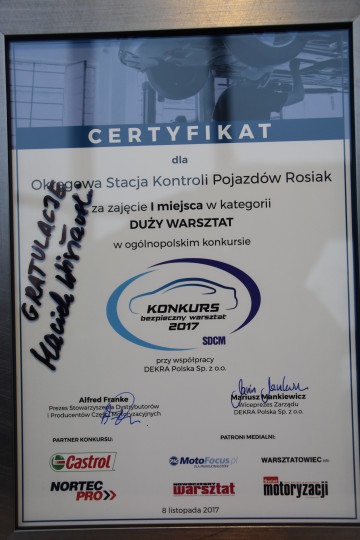 CERTYFIKAT
dla
Okręgowa Stacja Kontroli Pojazdów Rosiak
za zajęcie I miejsca w kategorii
DUŻY WARSZTAT
w ogólnopolskim konkursie
GRATULACJE
Maciek
KONKURS
bezpieczny warsztat
2017
SDCM
przy współpracy
DEKRA Polska Sp. z o.o.
Alfred Franke
Prezes Stowarzyszenia Dystrybutorów
i Producentów Części Motoryzacyjnych
Mariusz Mankiewicz
Wiceprezes Zarządu
DEKRA Polska Sp. z o.o.
PARTNER KONKURSU:
PATRONI MEDIALNI:
Castrol
MotoFocus.pl
WARSZTATOWIEC
NORTEC
PRO
warsztat
motoryzacji
8 listopada 2017